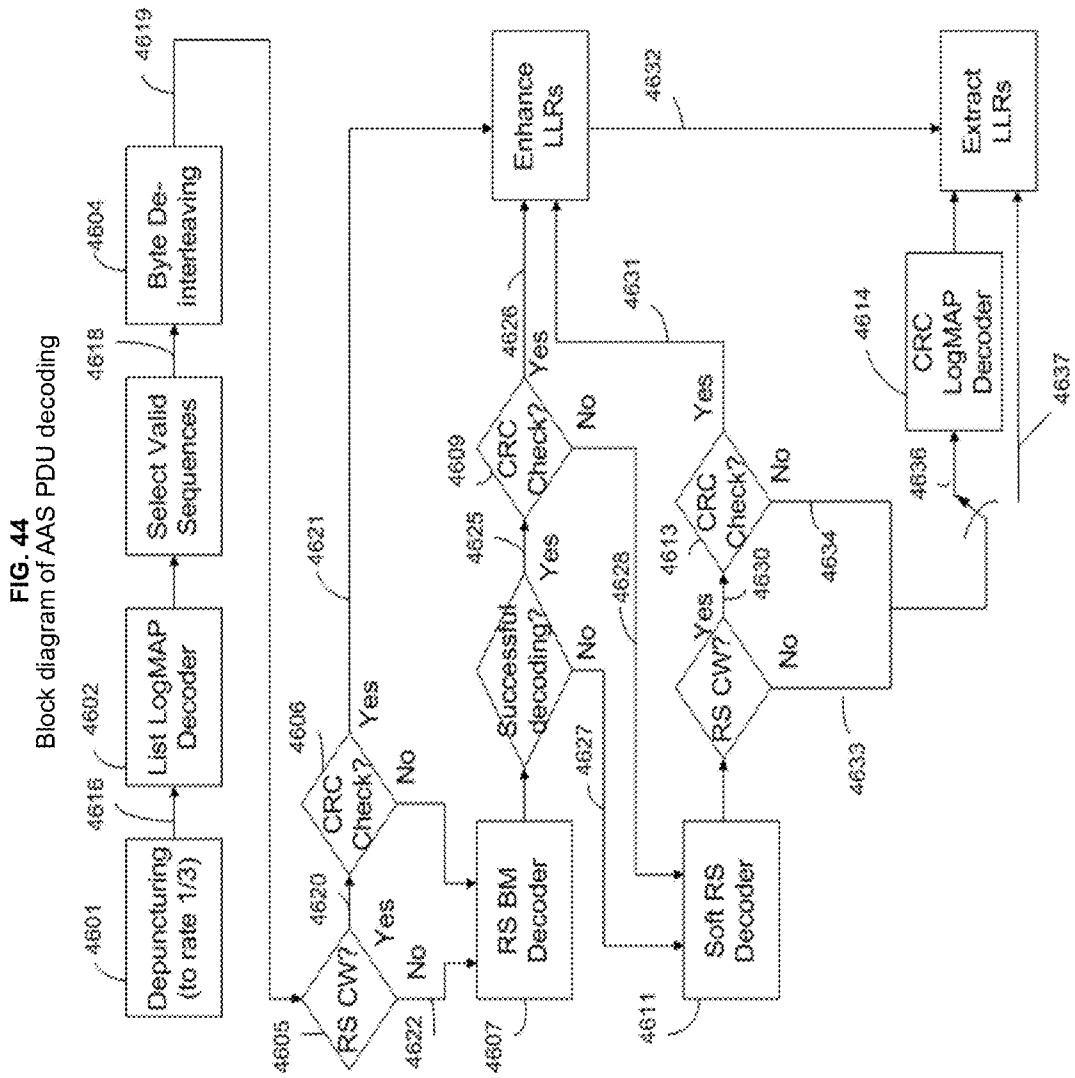 FIG. 44
Block diagram of AAS PDU decoding
4601
Depuncturing
(to rate 1/3)
4616
4602
List LogMAP
Decoder
Select Valid
Sequences
4618
4604
Byte De-
interleaving
4619
4605
RS CW?
4620
Yes
No
4622
4606
CRC
Check?
Yes
No
4621
4607
RS BM
Decoder
Successful
decoding?
4625
Yes
No
4627
4609
CRC
Check?
4626
Yes
No
4628
Enhance
LLRs
4632
4611
Soft RS
Decoder
RS CW?
Yes
4630
No
4633
4613
CRC
Check?
Yes
No
4634
4631
4636
4614
CRC
LogMAP
Decoder
4637
Extract
LLRs